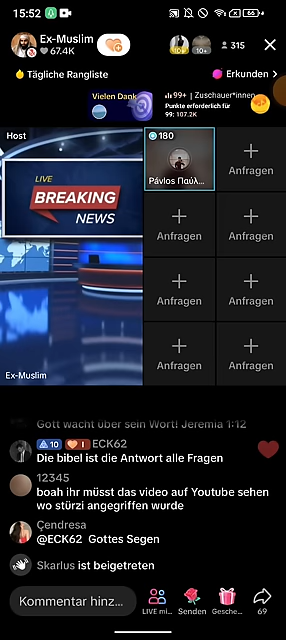 15:52
Ex-Muslim
67.4K
10+
315
Tägliche Rangliste
Erkunden >
Vielen Dank
99+ | Zuschauer*innen
Punkte erforderlich für
99: 107.2K
Host
LIVE
BREAKING
NEWS
Ex-Muslim
180
Pávlos Παύλ...
+ Anfragen
+ Anfragen
+ Anfragen
+ Anfragen
+ Anfragen
+ Anfragen
+ Anfragen
Gott wacht über sein Wort! Jeremia 1:12
10 I ECK62
Die bibel ist die Antwort alle Fragen
12345
boah ihr müsst das video auf Youtube sehen
wo stürzi angegriffen wurde
Çendresa
@ECK62 Gottes Segen
Skarlus ist beigetreten
Kommentar hinz...
LIVE mi...
Senden
Gesche...
69